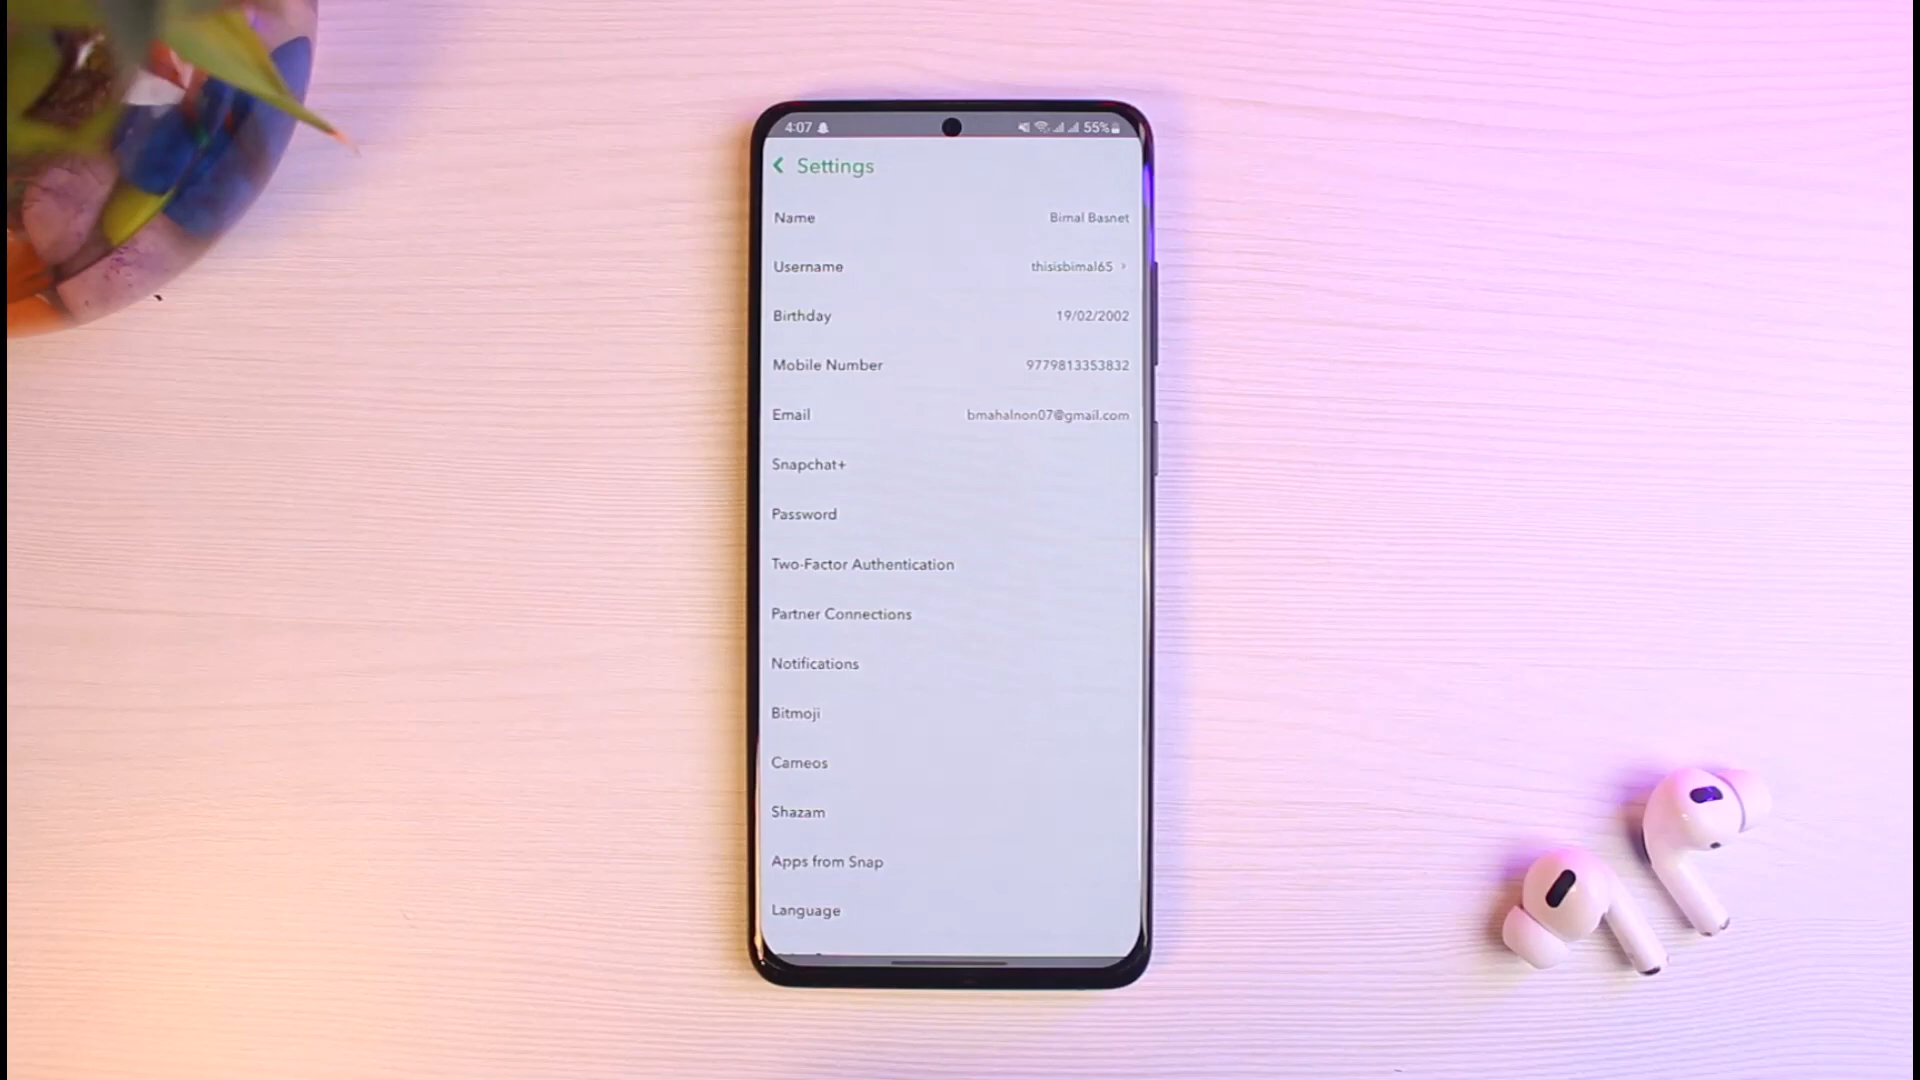 4:07 55%
Settings
Name Bimal Basnet
Username thisisbimal65
Birthday 19/02/2002
Mobile Number 9779813353832
Email bmahalnon07@gmail.com
Snapchat+
Password
Two-Factor Authentication
Partner Connections
Notifications
Bitmoji
Cameos
Shazam
Apps from Snap
Language